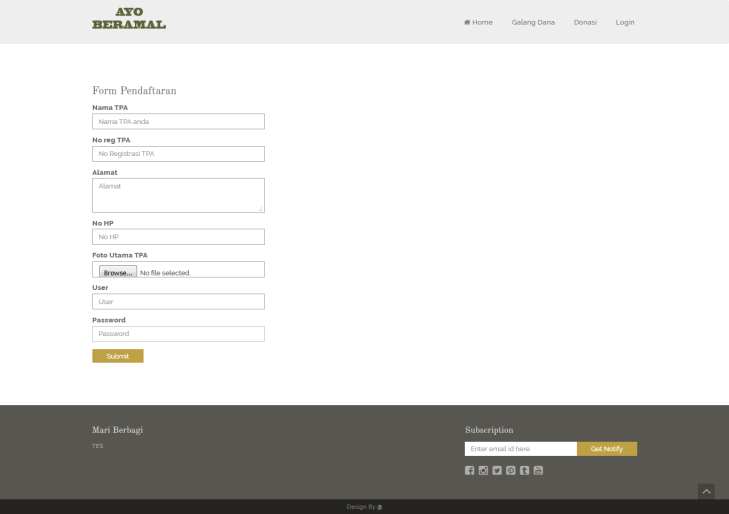 AYO
BERAMAL
Home Galang Dana Donasi Login
Form Pendaftaran
Nama TPA
Nama TPA anda
No reg TPA
No Registrasi TPA
Alamat
Alamat
No HP
No HP
Foto Utama TPA
Browse... No file selected.
User
User
Password
Password
Submit
Mari Berbagi
TES
Subscription
Enter email id here Get Notify
Design By @